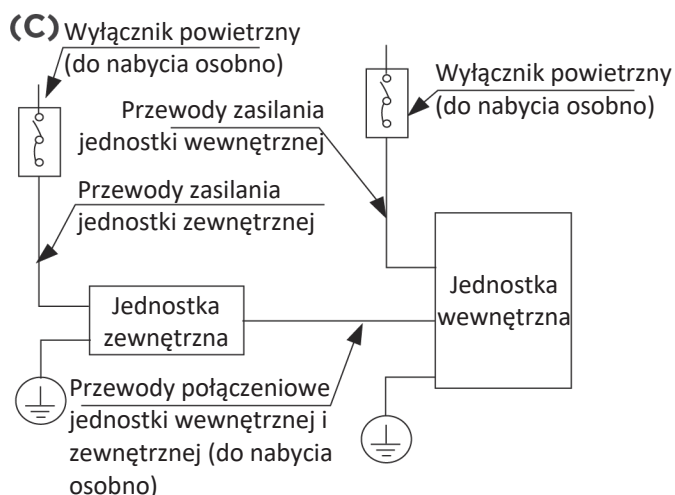 (C) Wyłącznik powietrzny
(do nabycia osobno)
Wyłącznik powietrzny
(do nabycia osobno)
Przewody zasilania
jednostki wewnętrznej
Przewody zasilania
jednostki zewnętrznej
Jednostka
zewnętrzna
Jednostka
wewnętrzna
Przewody połączeniowe
jednostki wewnętrznej i
zewnętrznej (do nabycia
osobno)